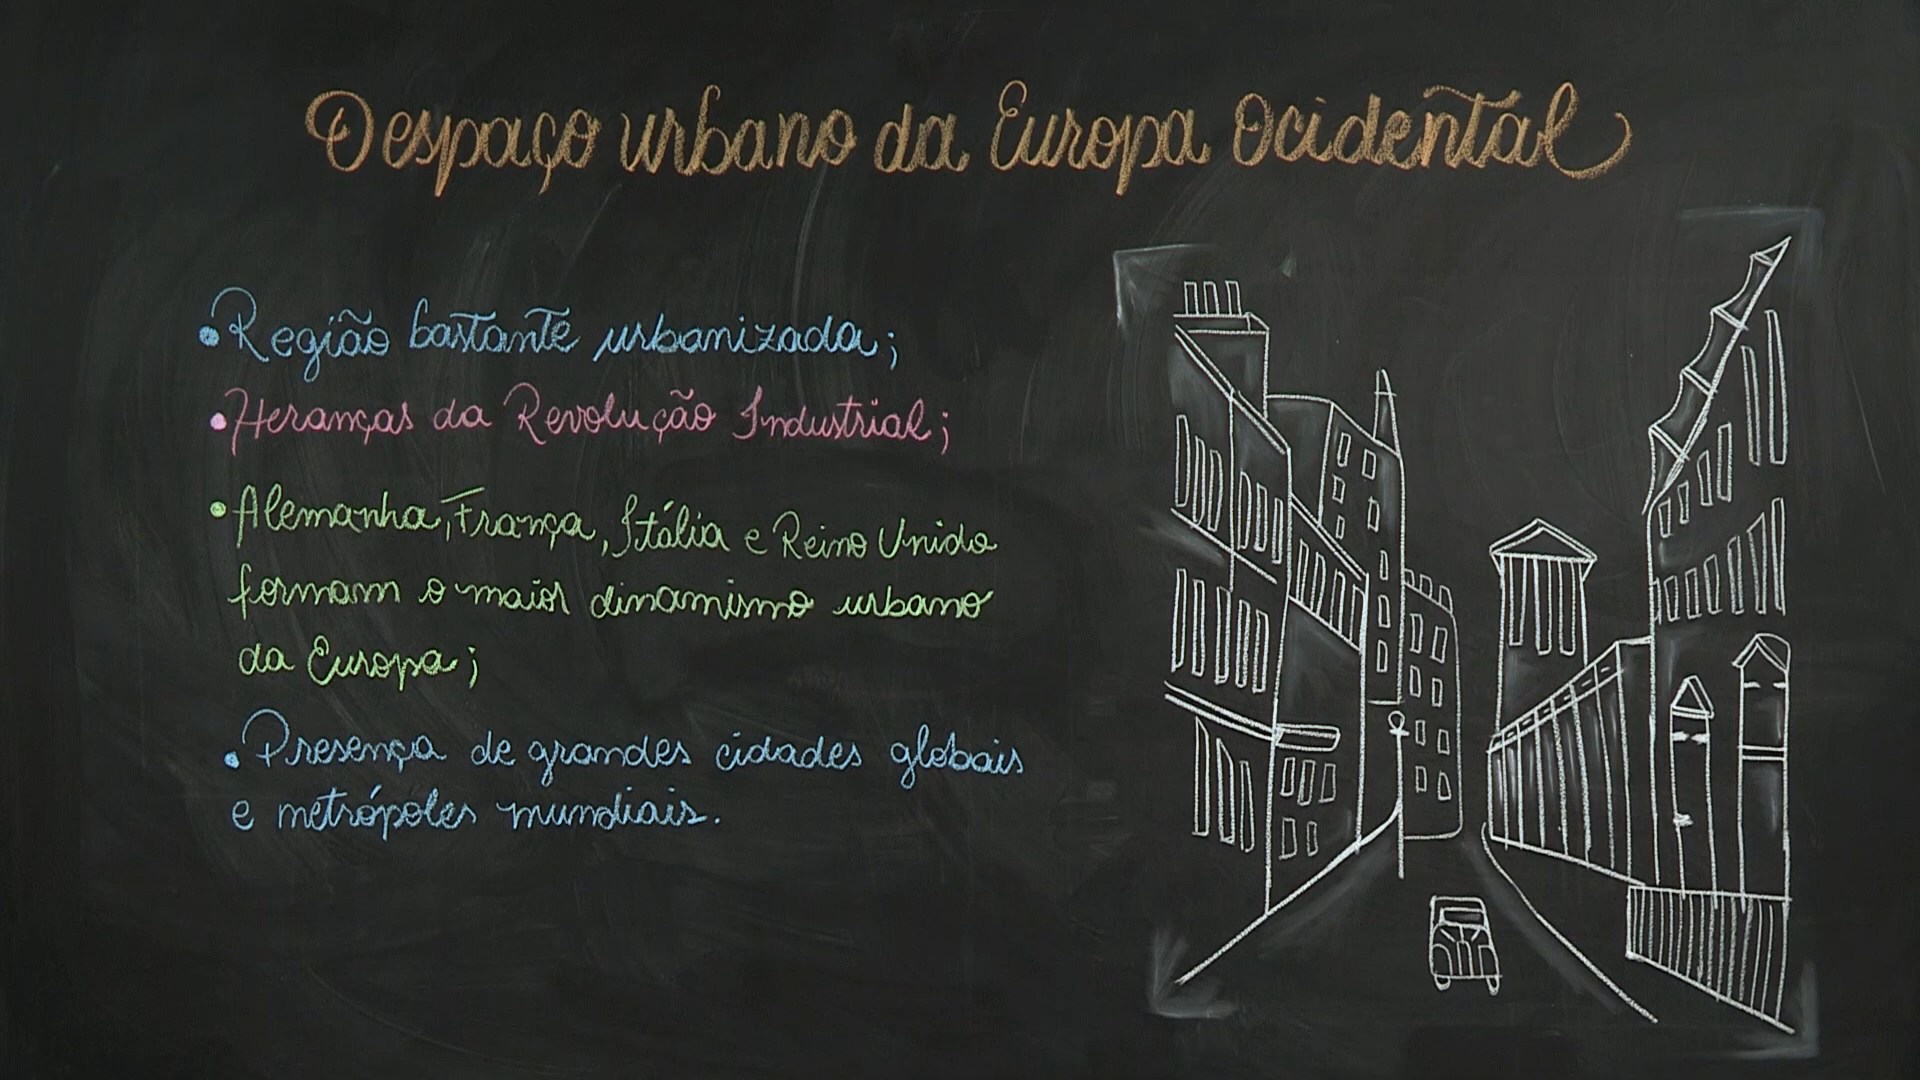 O espaço urbano da Europa Ocidental
• Região bastante urbanizada;
• Heranças da Revolução Industrial;
• Alemanha, França, Itália e Reino Unido
formam o maior dinamismo urbano
da Europa;
• Presença de grandes cidades globais
e metrópoles mundiais.